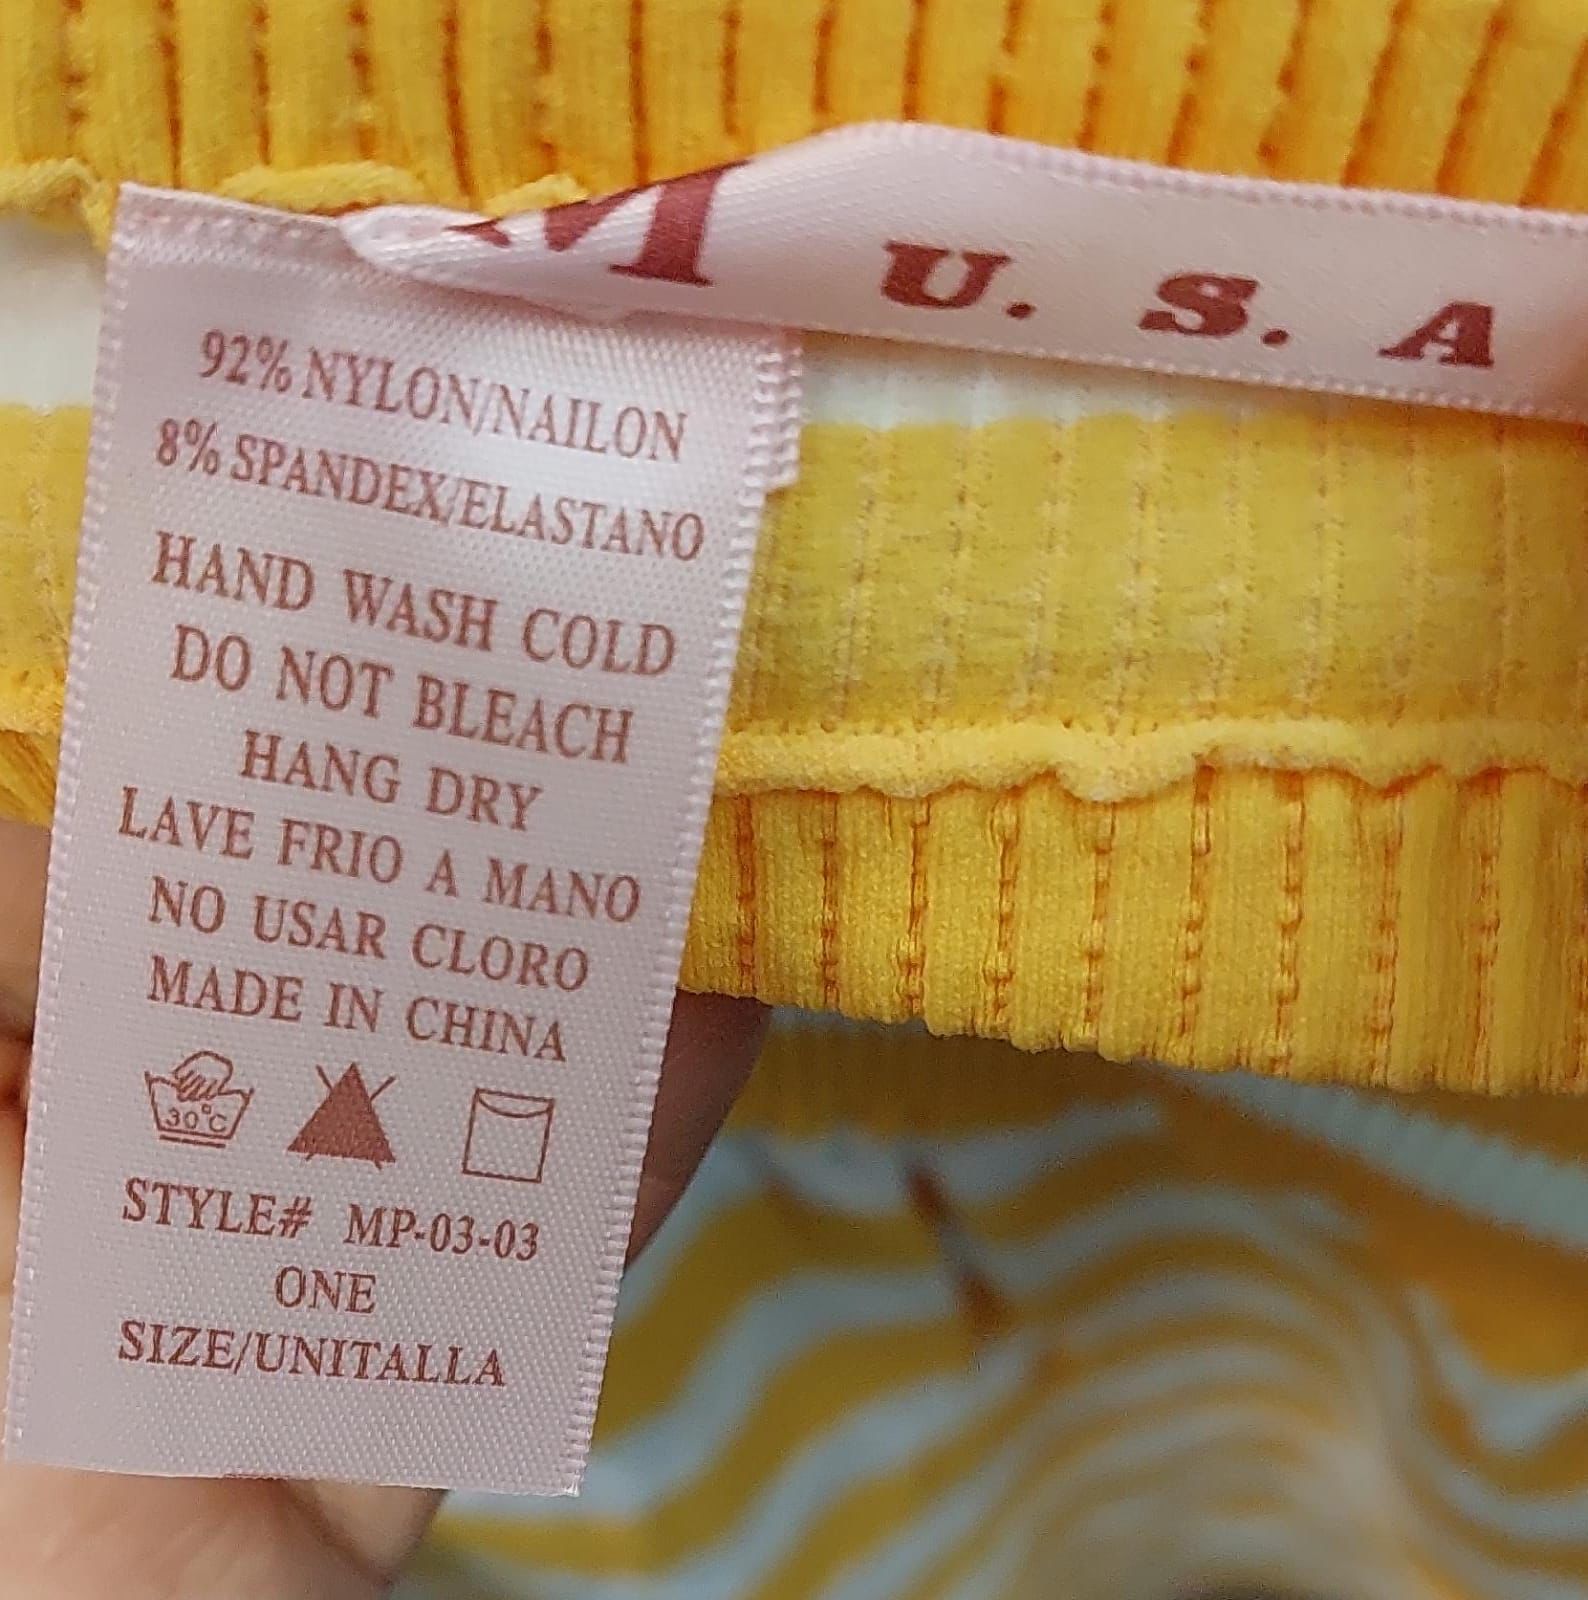 M U. S. A
92% NYLON/NAILON
8% SPANDEX/ELASTANO
HAND WASH COLD
DO NOT BLEACH
HANG DRY
LAVE FRIO A MANO
NO USAR CLORO
MADE IN CHINA
30°C
STYLE# MP-03-03
ONE
SIZE/UNITALLA